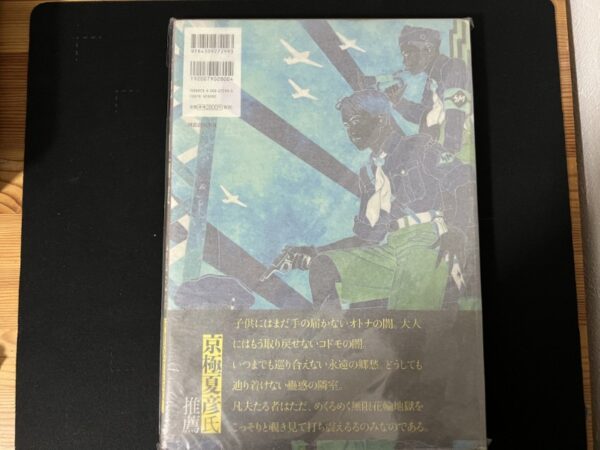 子供にはまだ手の届かないオトナの闇。大人
にはもう取り戻せないコドモの闇。
いつまでも巡り合えない永遠の郷愁。どうしても
辿り着けない蠱惑の隣室。
凡夫たる者はただ、めくるめく無限花輪地獄を
こっそりと覗き見て打ち震えるのみなのである。
京極夏彦氏
推薦